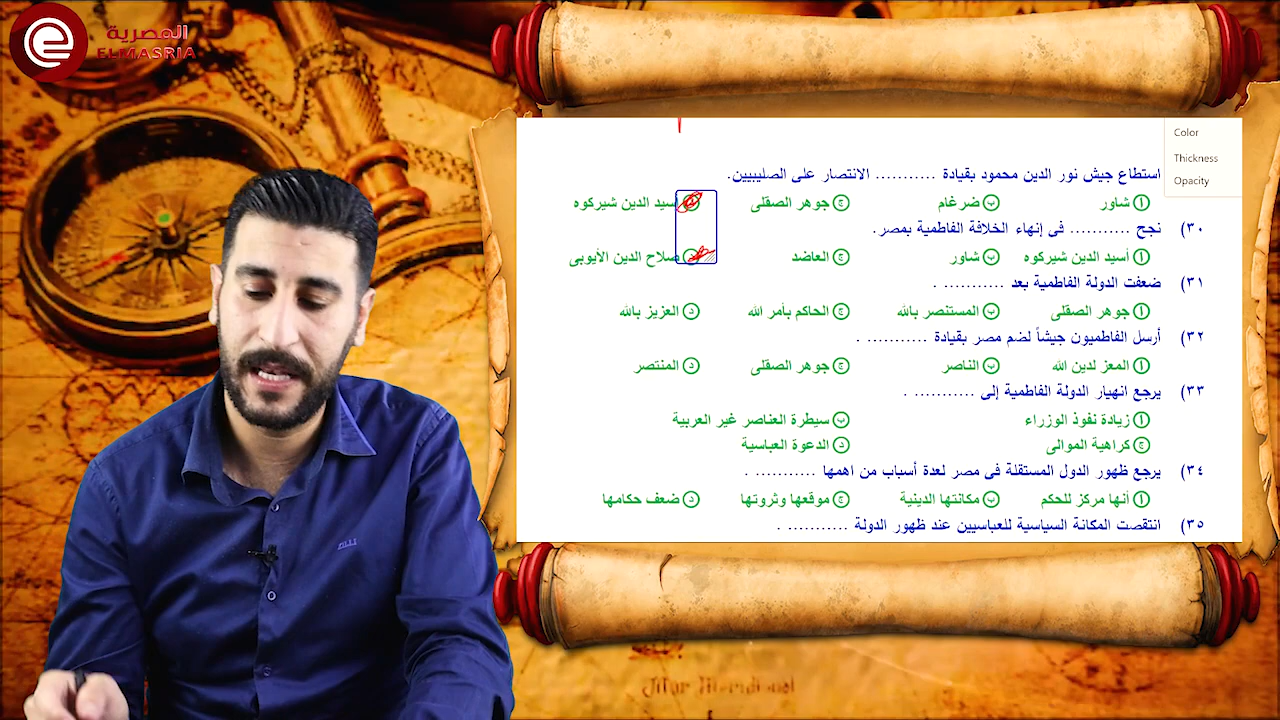 المصرية
ELMASRIA
Color
Thickness
Opacity
استطاع جيش نور الدين محمود بقيادة ........... الانتصار على الصليبيين.
أ شاور ب ضرغام ج جوهر الصقلى أسيد الدين شيركوه
٣٠) نجح ........... فى إنهاء الخلافة الفاطمية بمصر.
أ أسيد الدين شيركوه ب شاور ج العاضد صلاح الدين الأيوبى
٣١) ضعفت الدولة الفاطمية بعد ........... .
أ جوهر الصقلى ب المستنصر بالله ج الحاكم بأمر الله د العزيز بالله
٣٢) أرسل الفاطميون جيشاً لضم مصر بقيادة ........... .
أ المعز لدين الله ب الناصر ج جوهر الصقلى د المنتصر
٣٣) يرجع انهيار الدولة الفاطمية إلى ........... .
أ زيادة نفوذ الوزراء ب سيطرة العناصر غير العربية
ج كراهية الموالى د الدعوة العباسية
٣٤) يرجع ظهور الدول المستقلة فى مصر لعدة أسباب من اهمها ........... .
أ أنها مركز للحكم ب مكانتها الدينية ج موقعها وثروتها د ضعف حكامها
٣٥) انتقصت المكانة السياسية للعباسيين عند ظهور الدولة ........... .
ZILLI